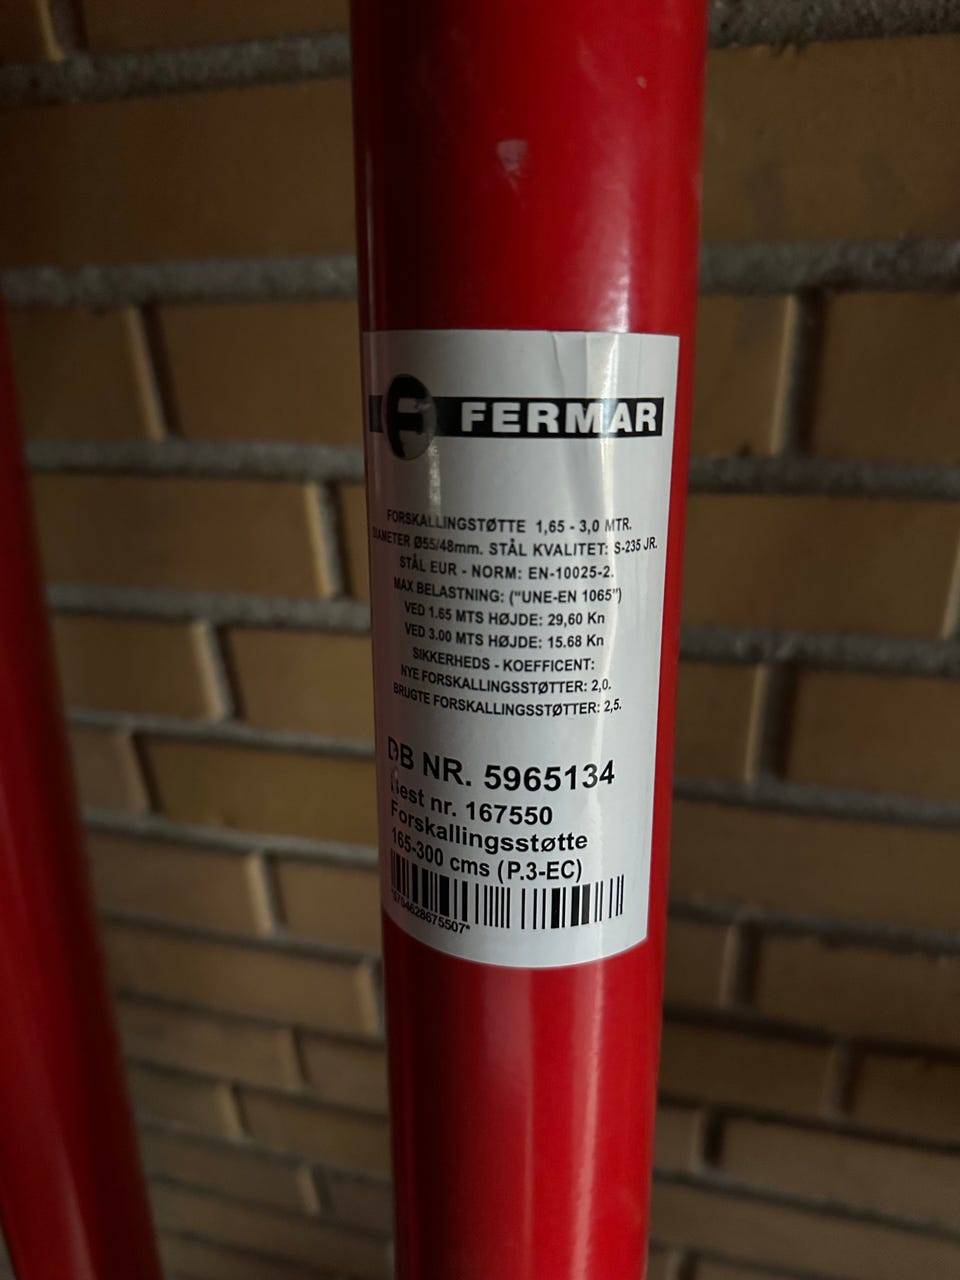 F FERMAR
FORSKALLINGSTØTTE 1,65 - 3,0 MTR.
DIAMETER Ø55/48mm. STÅL KVALITET: S-235 JR.
STÅL EUR - NORM: EN-10025-2.
MAX BELASTNING: ("UNE-EN 1065")
VED 1.65 MTS HØJDE: 29,60 Kn
VED 3.00 MTS HØJDE: 15.68 Kn
SIKKERHEDS - KOEFFICENT:
NYE FORSKALLINGSSTØTTER: 2,0.
BRUGTE FORSKALLINGSSTØTTER: 2,5.
DB NR. 5965134
Best nr. 167550
Forskallingsstøtte
165-300 cms (P.3-EC)